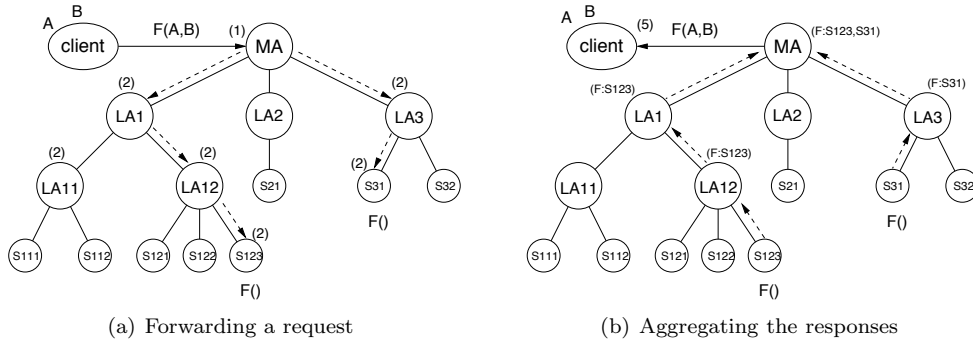 B
A
F(A,B)
(1)
client
MA
(2)
(2)
LA1
LA2
LA3
(2)
(2)
(2)
LA11
LA12
S21
S31
S32
F()
(2)
S111
S112
S121
S122
S123
F()
(a) Forwarding a request
B
A
(5)
F(A,B)
client
MA
(F:S123,S31)
(F:S123)
(F:S31)
LA1
LA2
LA3
(F:S123)
LA11
LA12
S21
S31
S32
F()
S111
S112
S121
S122
S123
F()
(b) Aggregating the responses